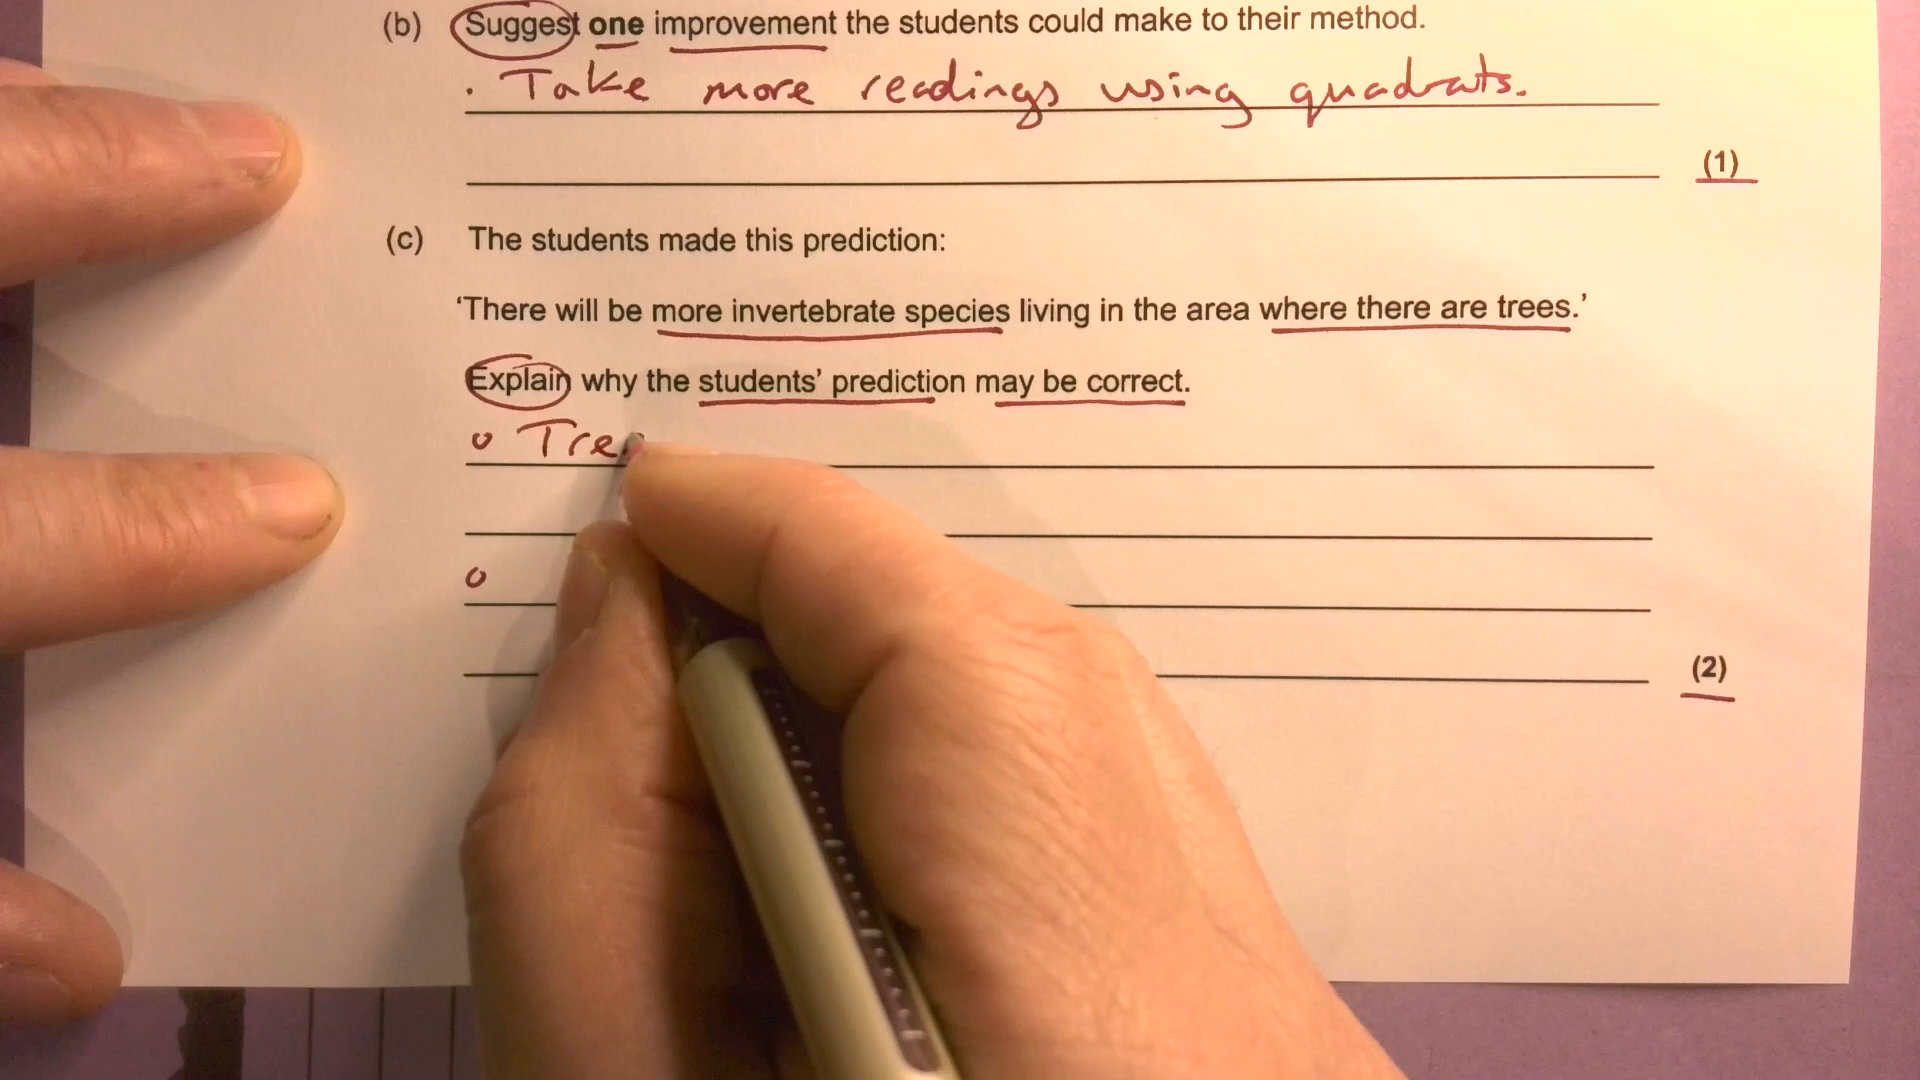 (b) Suggest one improvement the students could make to their method.
. Take more readings using quadrats.
(1)
(c) The students made this prediction:
‘There will be more invertebrate species living in the area where there are trees.’
Explain why the students’ prediction may be correct.
o Tre
o
(2)